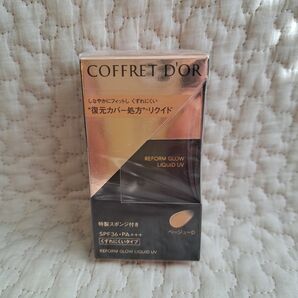 COFFRET D'OR
しなやかにフィットしくずれにくい
"復元カバー処方"リクイド
REFORM GLOW
LIQUID UV
特製スポンジ付き
SPF36・PA+++
くずれにくいタイプ
ベージュ-D
REFORM GLOW LIQUID UV